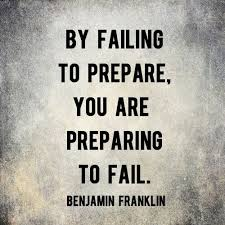 BY FAILING
TO PREPARE,
YOU ARE
PREPARING
TO FAIL.
BENJAMIN FRANKLIN